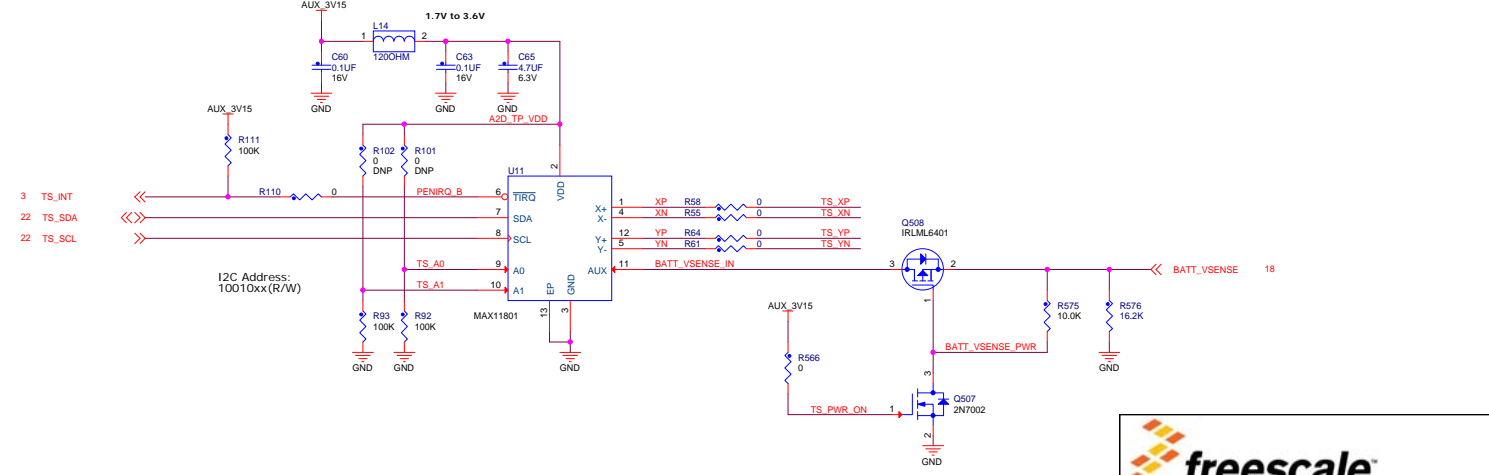 AUX_3V15
1.7V to 3.6V
L14
1 2
120OHM
C60
0.1UF
16V
C63
0.1UF
16V
C65
4.7UF
6.3V
GND
GND
GND
AUX_3V15
A2D_TP_VDD
R111
100K
R102
0
DNP
R101
0
DNP
U11
2
VDD
3 TS_INT
R110 0
PENIRQ_B
6
TIRQ
22 TS_SDA
7
SDA
22 TS_SCL
8
SCL
TS_A0
9
A0
TS_A1
10
A1
X+
1 XP R58 0 TS_XP
X-
4 XN R55 0 TS_XN
Y+
12 YP R64 0 TS_YP
Y-
5 YN R61 0 TS_YN
AUX
11 BATT_VSENSE_IN
Q508
IRLML6401
3 2
1
BATT_VSENSE 18
I2C Address:
10010xx(R/W)
EP
GND
13
3
MAX11801
R93
100K
R92
100K
GND
GND
GND
AUX_3V15
R566
0
R575
10.0K
R576
16.2K
BATT_VSENSE_PWR
GND
TS_PWR_ON
1
3
Q507
2N7002
2
GND
freescale™